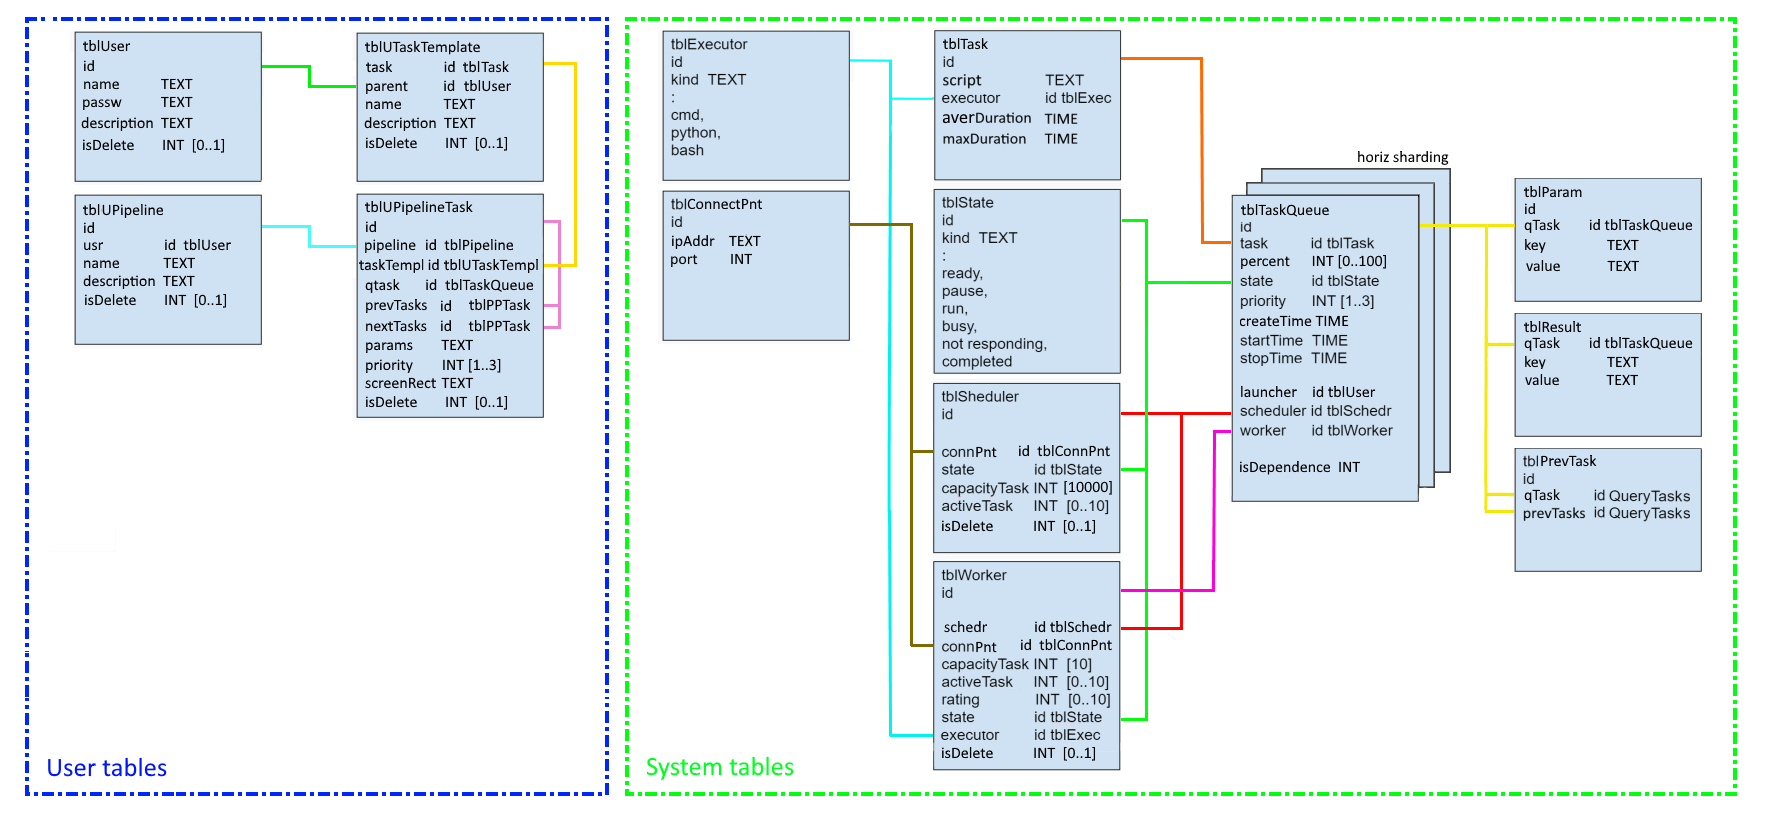 tblUser
id
name TEXT
passw TEXT
description TEXT
isDelete INT [0..1]
tblUTaskTemplate
task id tblTask
parent id tblUser
name TEXT
description TEXT
isDelete INT [0..1]
tblUPipeline
id
usr id tblUser
name TEXT
description TEXT
isDelete INT [0..1]
tblUPipelineTask
id
pipeline id tblPipeline
taskTempl id tblUTaskTempl
qtask id tblTaskQueue
prevTasks id tblPPTask
nextTasks id tblPPTask
params TEXT
priority INT [1..3]
screenRect TEXT
isDelete INT [0..1]
User tables
tblExecutor
id
kind TEXT
:
cmd,
python,
bash
tblConnectPnt
id
ipAddr TEXT
port INT
tblTask
id
script TEXT
executor id tblExec
averDuration TIME
maxDuration TIME
tblState
id
kind TEXT
:
ready,
pause,
run,
busy,
not responding,
completed
tblSheduler
id
connPnt id tblConnPnt
state id tblState
capacityTask INT [10000]
activeTask INT [0..10]
isDelete INT [0..1]
tblWorker
id
schedr id tblSchedr
connPnt id tblConnPnt
capacityTask INT [10]
activeTask INT [0..10]
rating INT [0..10]
state id tblState
executor id tblExec
isDelete INT [0..1]
horiz sharding
tblTaskQueue
id
task id tblTask
percent INT [0..100]
state id tblState
priority INT [1..3]
createTime TIME
startTime TIME
stopTime TIME
launcher id tblUser
scheduler id tblSchedr
worker id tblWorker
isDependence INT
tblParam
id
qTask id tblTaskQueue
key TEXT
value TEXT
tblResult
qTask id tblTaskQueue
key TEXT
value TEXT
tblPrevTask
id
qTask id QueryTasks
prevTasks id QueryTasks
System tables